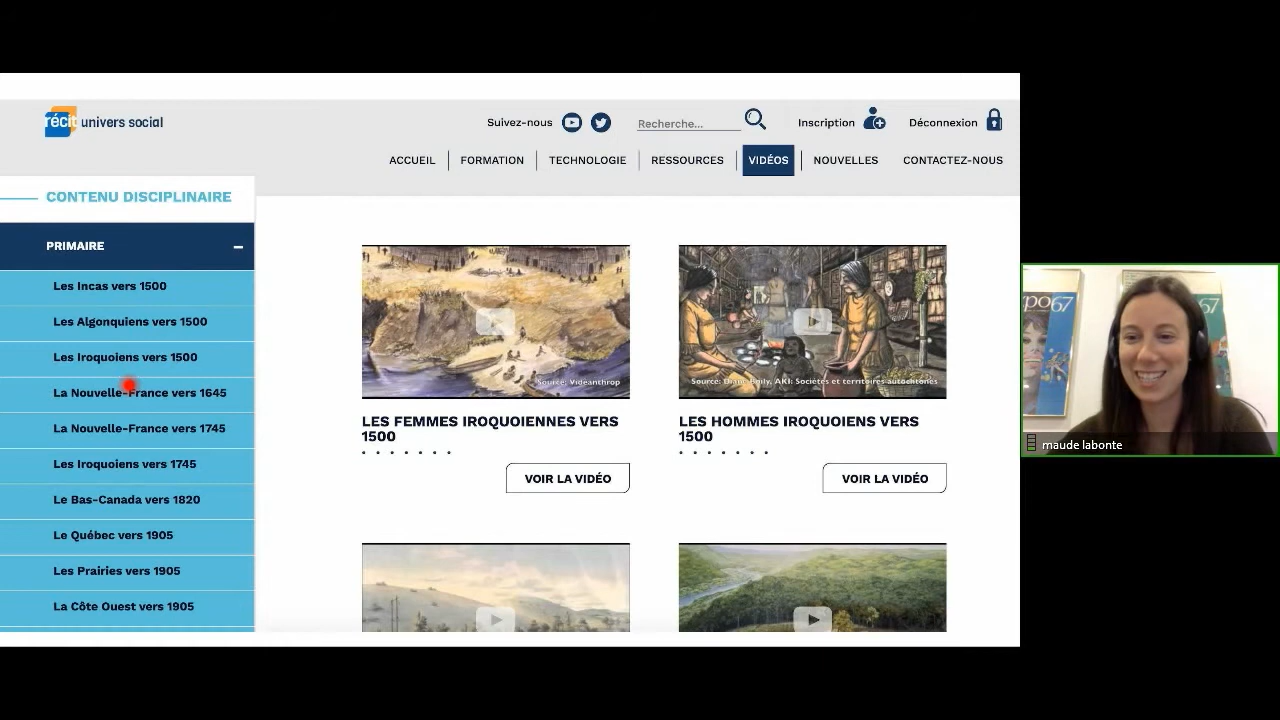 récit univers social
Suivez-nous
Recherche...
Inscription
Déconnexion
ACCUEIL
FORMATION
TECHNOLOGIE
RESSOURCES
VIDÉOS
NOUVELLES
CONTACTEZ-NOUS
CONTENU DISCIPLINAIRE
PRIMAIRE
Les Incas vers 1500
Les Algonquiens vers 1500
Les Iroquoiens vers 1500
La Nouvelle-France vers 1645
La Nouvelle-France vers 1745
Les Iroquoiens vers 1745
Le Bas-Canada vers 1820
Le Québec vers 1905
Les Prairies vers 1905
La Côte Ouest vers 1905
Source: Videanthrop
LES FEMMES IROQUOIENNES VERS
1500
VOIR LA VIDÉO
Source: Diane Boily, AKI: Sociétés et territoires autochtones
LES HOMMES IROQUOIENS VERS
1500
VOIR LA VIDÉO
xpo67
67
maude labonte